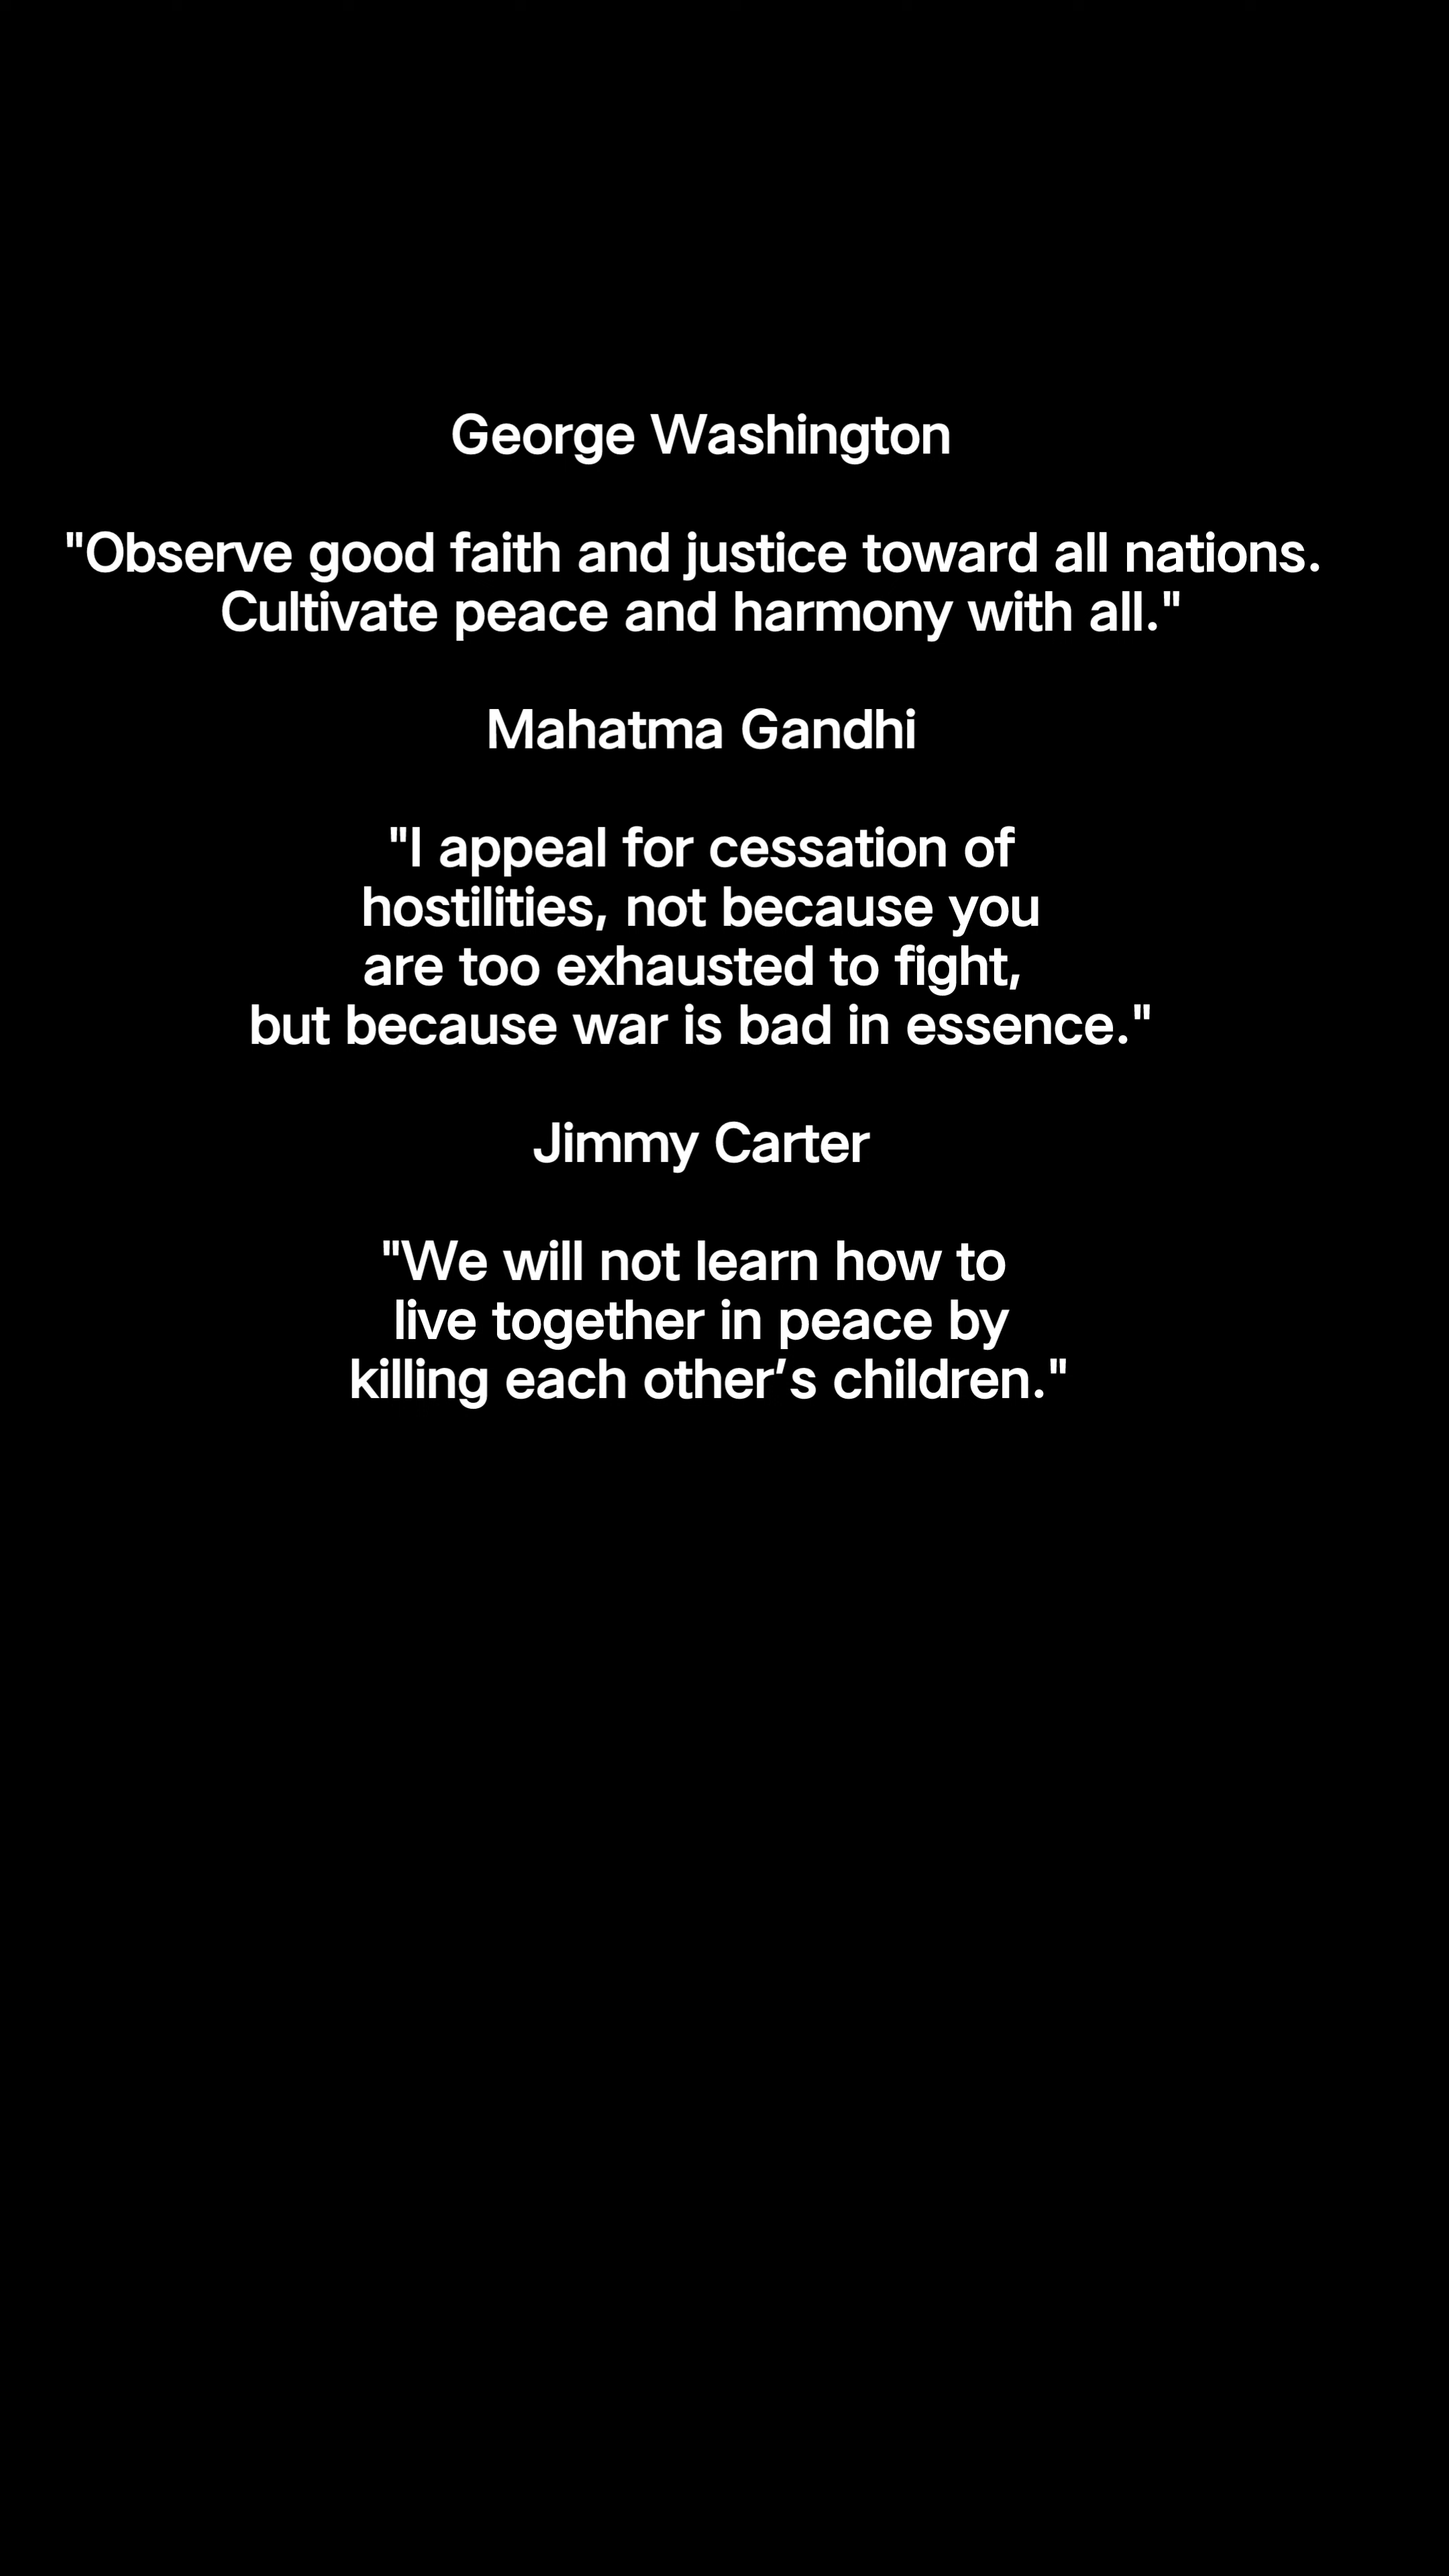 George Washington
"Observe good faith and justice toward all nations.
Cultivate peace and harmony with all."
Mahatma Gandhi
"I appeal for cessation of
hostilities, not because you
are too exhausted to fight,
but because war is bad in essence."
Jimmy Carter
"We will not learn how to
live together in peace by
killing each other’s children."